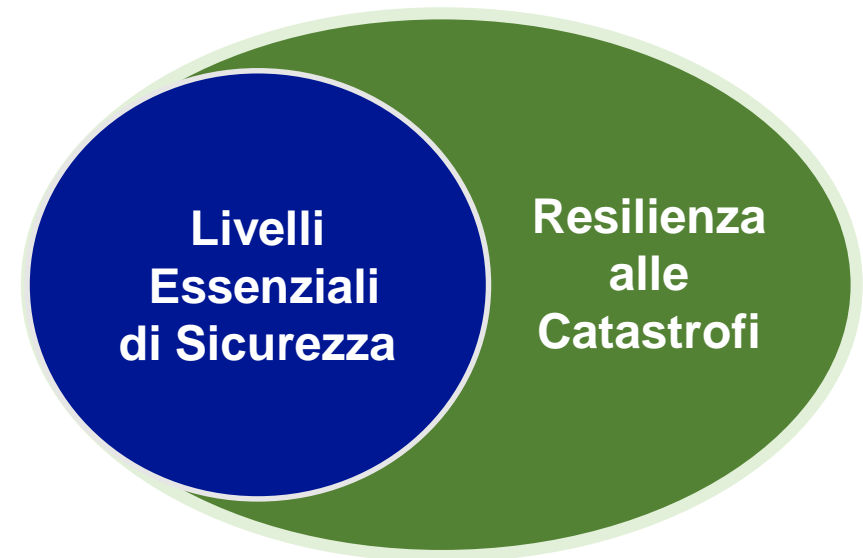 Livelli
Essenziali
di Sicurezza
Resilienza
alle
Catastrofi